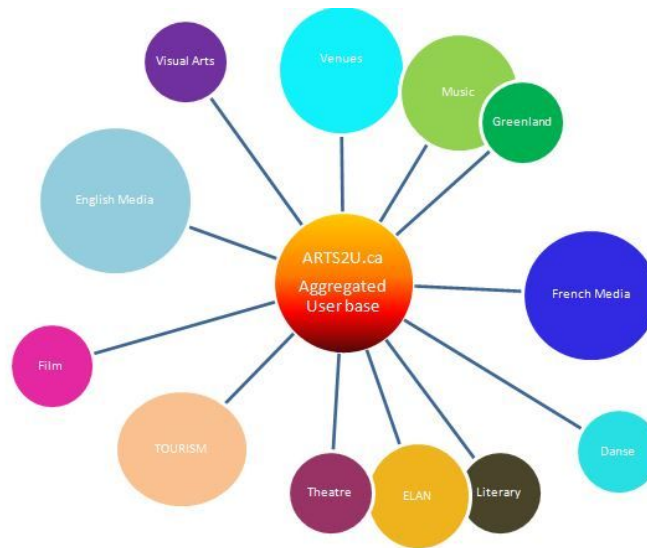 Visual Arts
Venues
Music
Greenland
English Media
ARTS2U.ca
Aggregated
User base
French Media
Film
TOURISM
Danse
Theatre
ELAN
Literary